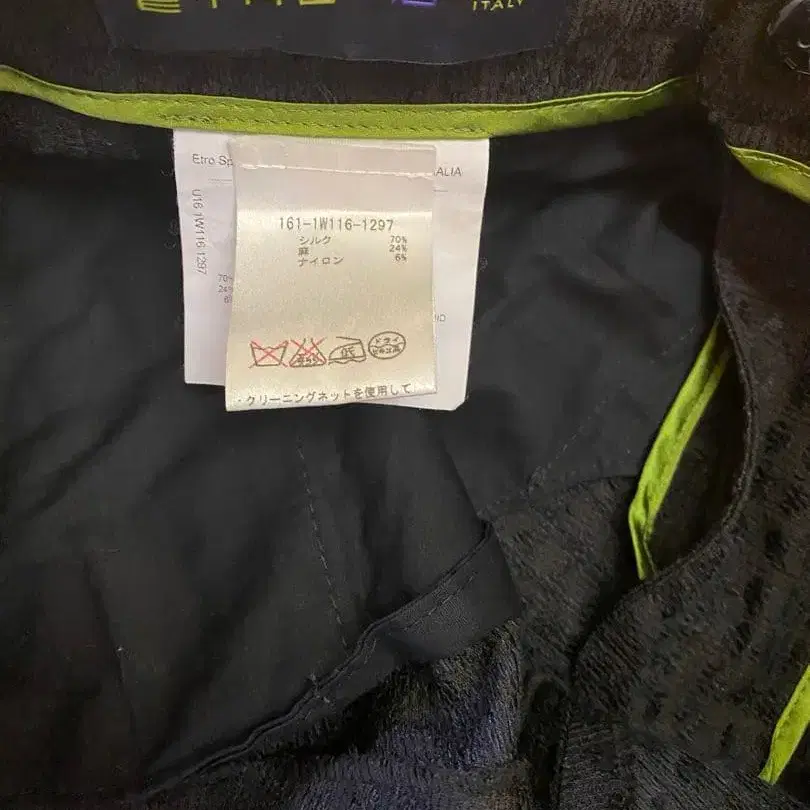 ITALY
Etro Sp
ALIA
U16 1W116 1297
70%
24%
6%
161-1W116-1297
シルク 70%
麻 24%
ナイロン 6%
ドライ
・クリーニングネットを使用して